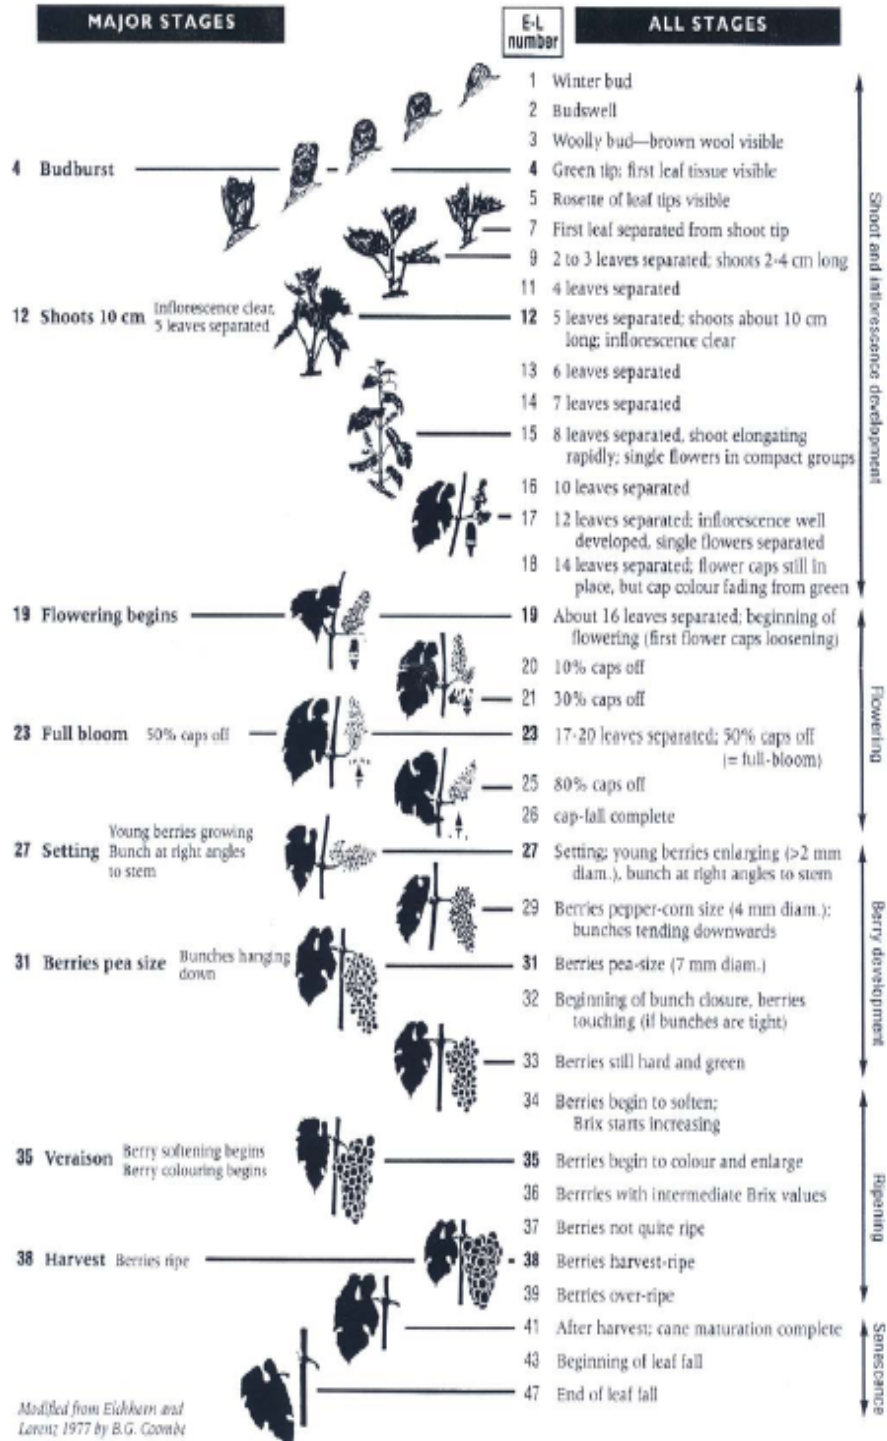 MAJOR STAGES
E-L number
ALL STAGES
1 Winter bud
2 Budswell
3 Woolly bud—brown wool visible
4 Budburst
4 Green tip; first leaf tissue visible
5 Rosette of leaf tips visible
7 First leaf separated from shoot tip
9 2 to 3 leaves separated; shoots 2-4 cm long
11 4 leaves separated
12 Shoots 10 cm
Inflorescence clear,
5 leaves separated
12 5 leaves separated; shoots about 10 cm
long; inflorescence clear
13 6 leaves separated
14 7 leaves separated
15 8 leaves separated, shoot elongating
rapidly; single flowers in compact groups
16 10 leaves separated
17 12 leaves separated; inflorescence well
developed, single flowers separated
18 14 leaves separated; flower caps still in
place, but cap colour fading from green
Shoot and inflorescence development
19 Flowering begins
19 About 16 leaves separated; beginning of
flowering (first flower caps loosening)
20 10% caps off
21 30% caps off
23 Full bloom
50% caps off
23 17-20 leaves separated; 50% caps off
(= full-bloom)
25 80% caps off
26 cap-fall complete
Flowering
27 Setting
Young berries growing
Bunch at right angles
to stem
27 Setting; young berries enlarging (>2 mm
diam.), bunch at right angles to stem
29 Berries pepper-corn size (4 mm diam.);
bunches tending downwards
31 Berries pea size
Bunches hanging
down
31 Berries pea-size (7 mm diam.)
32 Beginning of bunch closure, berries
touching (if bunches are tight)
33 Berries still hard and green
Berry development
34 Berries begin to soften;
Brix starts increasing
35 Veraison
Berry softening begins
Berry colouring begins
35 Berries begin to colour and enlarge
36 Berrries with intermediate Brix values
37 Berries not quite ripe
38 Harvest
Berries ripe
38 Berries harvest-ripe
39 Berries over-ripe
Ripening
41 After harvest; cane maturation complete
43 Beginning of leaf fall
47 End of leaf fall
Senescence
Modified from Eichhorn and
Lorenz 1977 by B.G. Coombe